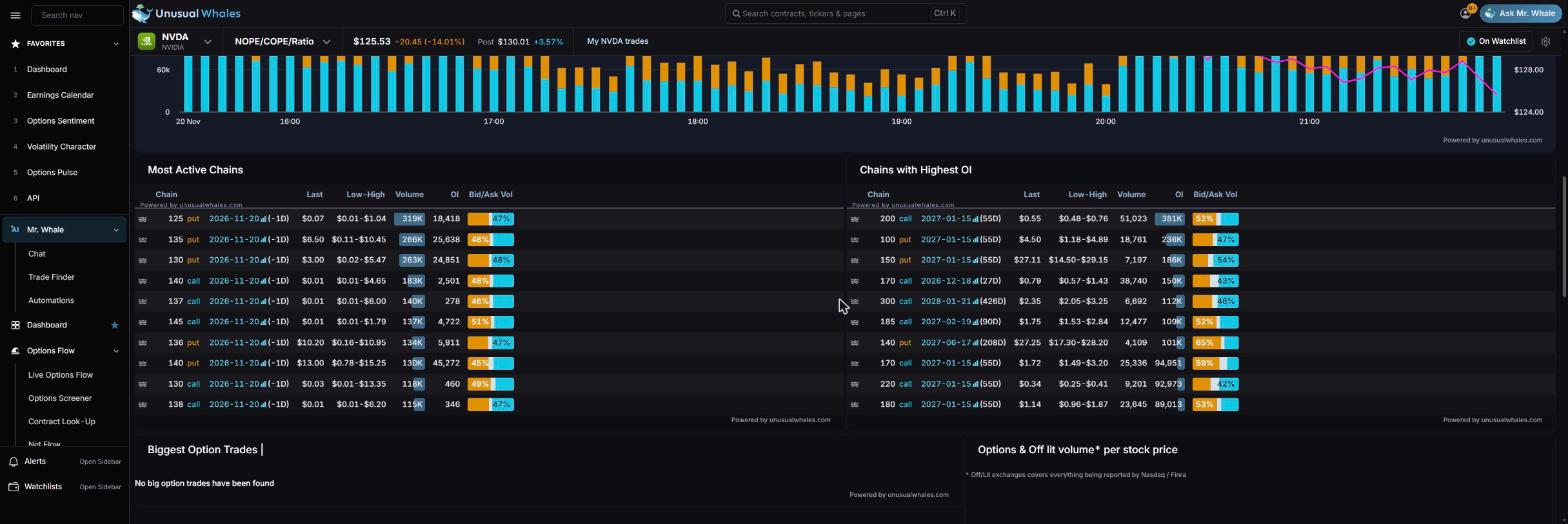 Search nav
Unusual Whales
Search contracts, tickers & pages Ctrl K
9+
Ask Mr. Whale
FAVORITES
1 Dashboard
2 Earnings Calendar
3 Options Sentiment
4 Volatility Character
5 Options Pulse
6 API
AI Mr. Whale
Chat
Trade Finder
Automations
Dashboard
Options Flow
Live Options Flow
Options Screener
Contract Look-Up
Net Flow
Alerts Open Sidebar
Watchlists Open Sidebar
NVDA
NVIDIA
NOPE/COPE/Ratio
$125.53 -20.45 (-14.01%) Post $130.01 +3.57%
My NVDA trades
On Watchlist
60k $128.00
0 $124.00
20 Nov 16:00 17:00 18:00 19:00 20:00 21:00
Powered by unusualwhales.com
Most Active Chains
Chain Last Low-High Volume OI Bid/Ask Vol
Powered by unusualwhales.com
125 put 2026-11-20 (-1D) $0.07 $0.01-$1.04 319K 18,418 47%
135 put 2026-11-20 (-1D) $6.50 $0.11-$10.45 266K 25,638 48%
130 put 2026-11-20 (-1D) $3.00 $0.02-$5.47 263K 24,851 48%
140 call 2026-11-20 (-1D) $0.01 $0.01-$4.65 183K 2,501 48%
137 call 2026-11-20 (-1D) $0.01 $0.01-$6.00 140K 278 46%
145 call 2026-11-20 (-1D) $0.01 $0.01-$1.79 137K 4,722 51%
136 put 2026-11-20 (-1D) $10.20 $0.16-$10.95 134K 5,911 47%
140 put 2026-11-20 (-1D) $13.00 $0.78-$15.25 130K 45,272 45%
130 call 2026-11-20 (-1D) $0.03 $0.01-$13.35 118K 460 49%
138 call 2026-11-20 (-1D) $0.01 $0.01-$6.20 115K 346 47%
Powered by unusualwhales.com
Chains with Highest OI
Chain Last Low-High Volume OI Bid/Ask Vol
Powered by unusualwhales.com
200 call 2027-01-15 (55D) $0.55 $0.48-$0.76 51,023 381K 52%
100 put 2027-01-15 (55D) $4.50 $1.18-$4.89 18,761 236K 47%
150 put 2027-01-15 (55D) $27.11 $14.50-$29.15 7,197 186K 54%
170 call 2026-12-18 (27D) $0.79 $0.57-$1.43 38,740 150K 43%
300 call 2028-01-21 (426D) $2.35 $2.05-$3.25 6,692 112K 46%
185 call 2027-02-19 (90D) $1.75 $1.53-$2.84 12,477 109K 52%
140 put 2027-06-17 (208D) $27.25 $17.30-$28.20 4,109 101K 65%
170 call 2027-01-15 (55D) $1.72 $1.49-$3.20 25,336 94,951 59%
220 call 2027-01-15 (55D) $0.34 $0.25-$0.41 9,201 92,973 42%
180 call 2027-01-15 (55D) $1.14 $0.96-$1.87 23,645 89,013 53%
Powered by unusualwhales.com
Biggest Option Trades |
No big option trades have been found
Powered by unusualwhales.com
Options & Off lit volume* per stock price
* Off/Lit exchanges covers everything being reported by Nasdaq / Finra